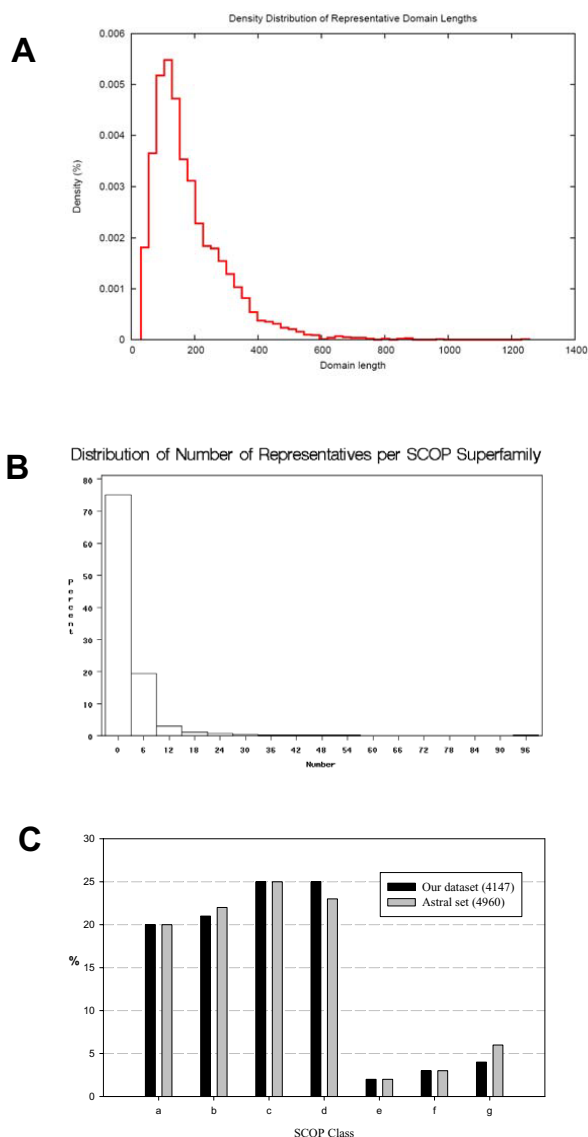 Density Distribution of Representative Domain Lengths
A
0.006
0.005
0.004
0.003
0.002
0.001
0
Density (%)
0 200 400 600 800 1000 1200 1400
Domain length
B
Distribution of Number of Representatives per SCOP Superfamily
80
70
60
50
40
30
20
10
0
Percent
0 6 12 18 24 30 36 42 48 54 60 66 72 78 84 90 96
Number
C
30
25
20
15
10
5
0
%
Our dataset (4147)
Astral set (4960)
a b c d e f g
SCOP Class